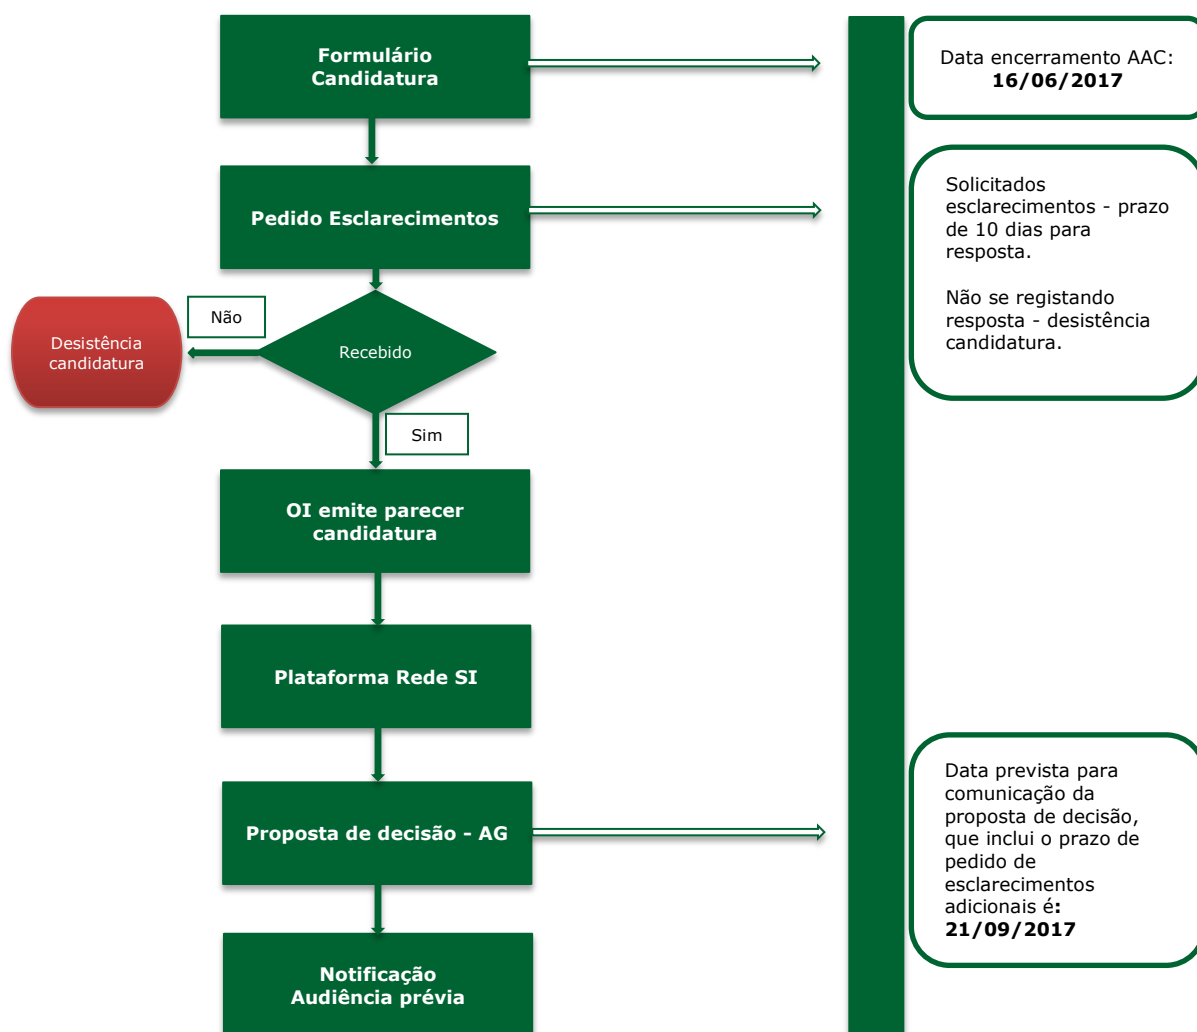 Formulário
Candidatura
Data encerramento AAC:
16/06/2017
Pedido Esclarecimentos
Solicitados
esclarecimentos - prazo
de 10 dias para
resposta.
Não se registando
resposta - desistência
candidatura.
Não
Desistência
candidatura
Recebido
Sim
OI emite parecer
candidatura
Plataforma Rede SI
Proposta de decisão - AG
Data prevista para
comunicação da
proposta de decisão,
que inclui o prazo de
pedido de
esclarecimentos
adicionais é:
21/09/2017
Notificação
Audiência prévia